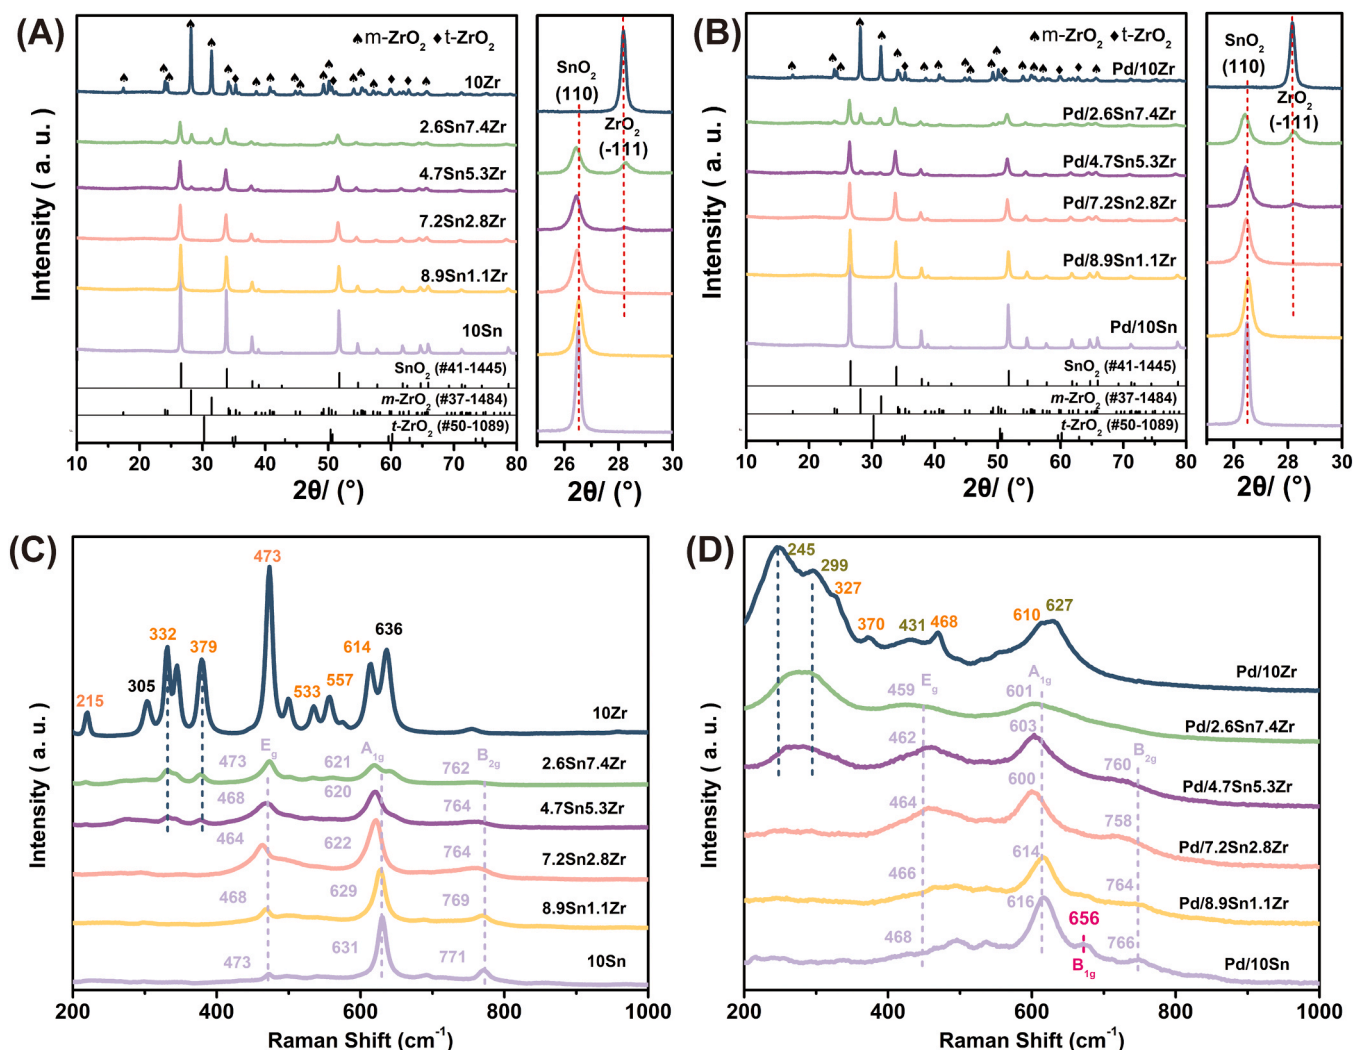 (A)
♠m-ZrO2 ♦t-ZrO2
10Zr
2.6Sn7.4Zr
4.7Sn5.3Zr
7.2Sn2.8Zr
8.9Sn1.1Zr
10Sn
SnO2 (#41-1445)
m-ZrO2 (#37-1484)
t-ZrO2 (#50-1089)
Intensity ( a. u. )
10 20 30 40 50 60 70 80
2θ/ (°)
SnO2
(110)
ZrO2
(-111)
26 28 30
2θ/ (°)
(B)
♠m-ZrO2 ♦t-ZrO2
Pd/10Zr
Pd/2.6Sn7.4Zr
Pd/4.7Sn5.3Zr
Pd/7.2Sn2.8Zr
Pd/8.9Sn1.1Zr
Pd/10Sn
SnO2 (#41-1445)
m-ZrO2 (#37-1484)
t-ZrO2 (#50-1089)
Intensity ( a. u. )
10 20 30 40 50 60 70 80
2θ/ (°)
SnO2
(110)
ZrO2
(-111)
26 28 30
2θ/ (°)
(C)
473
332 379 614 636
215 305 533 557
10Zr
Eg A1g B2g
473 621 762 2.6Sn7.4Zr
468 620 764 4.7Sn5.3Zr
464 622 764 7.2Sn2.8Zr
468 629 769 8.9Sn1.1Zr
473 631 771 10Sn
Intensity ( a. u. )
200 400 600 800 1000
Raman Shift (cm-1)
(D)
245 299 327
370 431 468 610 627
Pd/10Zr
Eg A1g B2g
459 601 Pd/2.6Sn7.4Zr
462 603 760 Pd/4.7Sn5.3Zr
464 600 758 Pd/7.2Sn2.8Zr
466 614 764 Pd/8.9Sn1.1Zr
468 616 656 766 Pd/10Sn
B1g
Intensity ( a. u. )
200 400 600 800 1000
Raman Shift (cm-1)